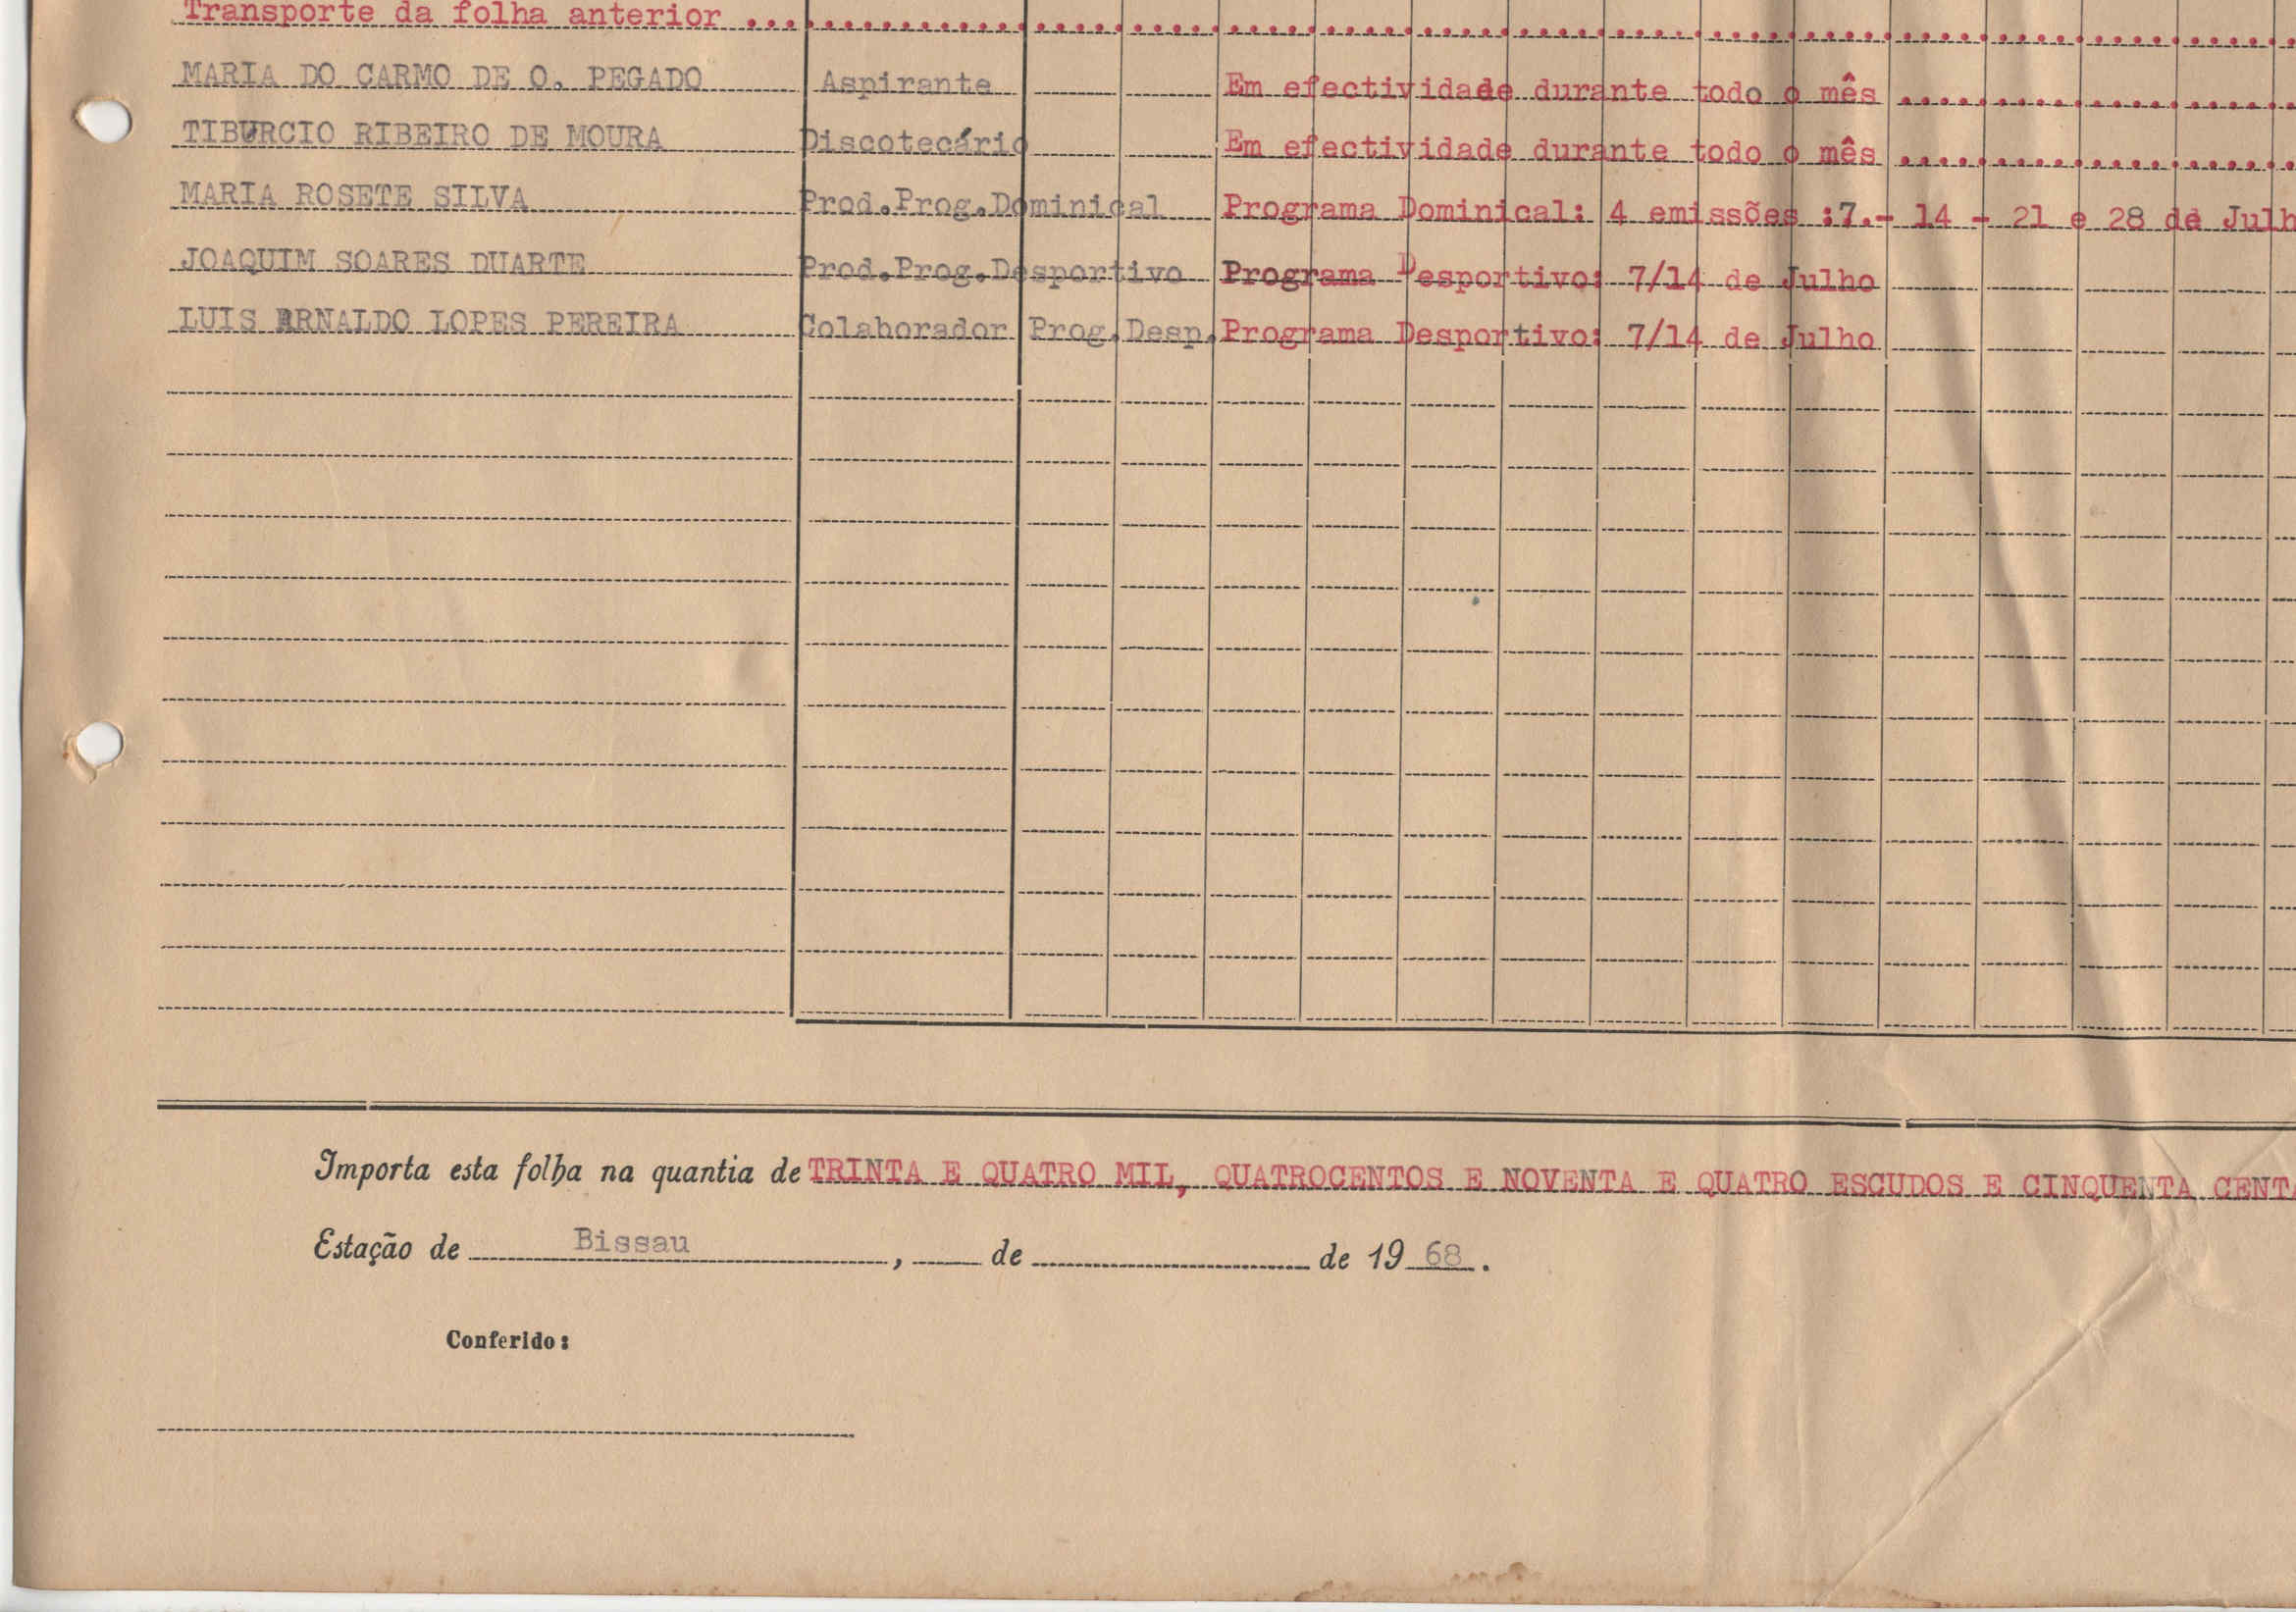 Transporte da folha anterior ...
MARIA DO CARMO DE O. PEGADO Aspirante Em efectividade durante todo o mês
TIBURCIO RIBEIRO DE MOURA Discotecário Em efectividade durante todo o mês
MARIA ROSETE SILVA Prod.Prog.Dominical Programa Dominical: 4 emissões :7.- 14 - 21 e 28 de Julh
JOAQUIM SOARES DUARTE Prod.Prog.Desportivo Programa Desportivo: 7/14 de Julho
LUIS ARNALDO LOPES PEREIRA Colaborador Prog.Desp. Programa Desportivo: 7/14 de Julho
Importa esta folha na quantia de TRINTA E QUATRO MIL, QUATROCENTOS E NOVENTA E QUATRO ESCUDOS E CINQUENTA CENTA
Estação de Bissau, de de 1968.
Conferido: